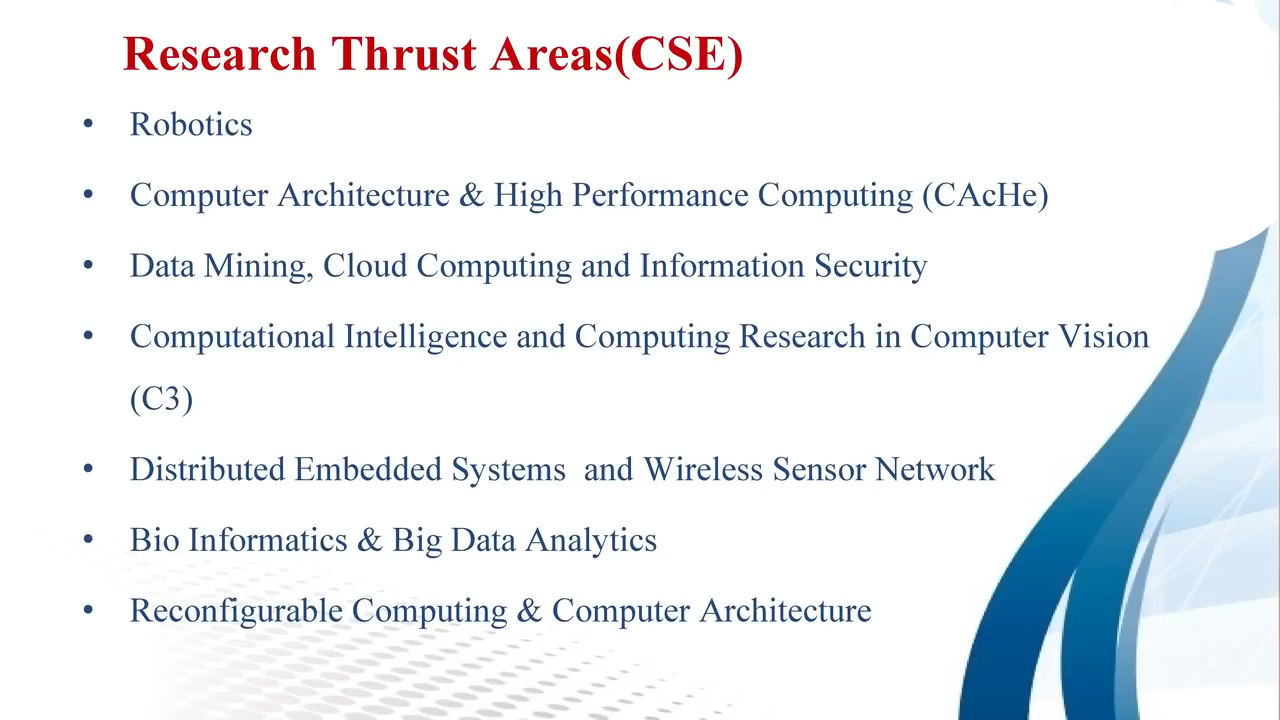 Research Thrust Areas(CSE)
• Robotics
• Computer Architecture & High Performance Computing (CAcHe)
• Data Mining, Cloud Computing and Information Security
• Computational Intelligence and Computing Research in Computer Vision
(C3)
• Distributed Embedded Systems  and Wireless Sensor Network
• Bio Informatics & Big Data Analytics
• Reconfigurable Computing & Computer Architecture